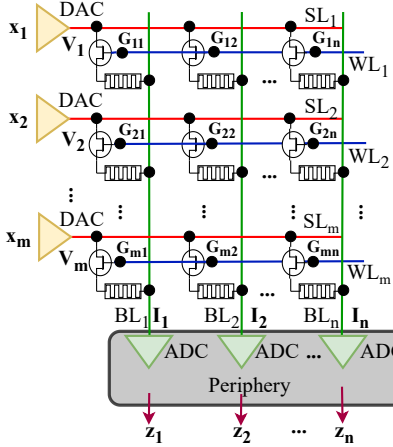 DAC SL1
x1 V1 G11 G12 G1n WL1
...
DAC SL2
x2 V2 G21 G22 G2n WL2
...
... ... ... ...
DAC SLm
xm Vm Gm1 Gm2 Gmn WLm
...
BL1 I1 BL2 I2 BLn In
ADC ADC ... ADC
Periphery
z1 z2 ... zn